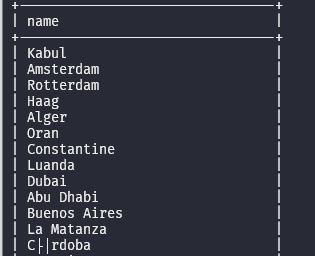 name
Kabul
Amsterdam
Rotterdam
Haag
Alger
Oran
Constantine
Luanda
Dubai
Abu Dhabi
Buenos Aires
La Matanza
C├│rdoba